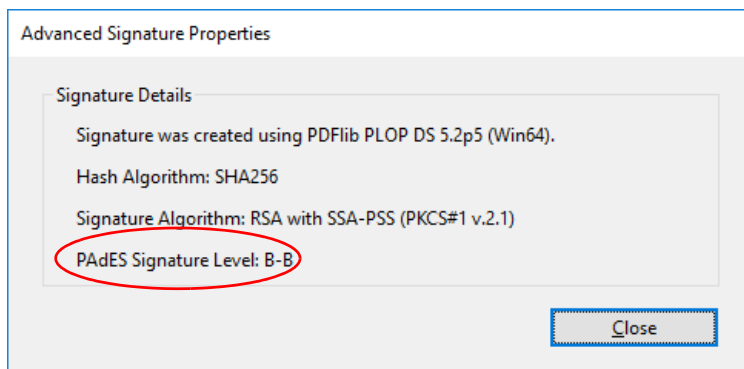 Advanced Signature Properties
Signature Details
Signature was created using PDFlib PLOP DS 5.2p5 (Win64).
Hash Algorithm: SHA256
Signature Algorithm: RSA with SSA-PSS (PKCS#1 v.2.1)
PAdES Signature Level: B-B
Close